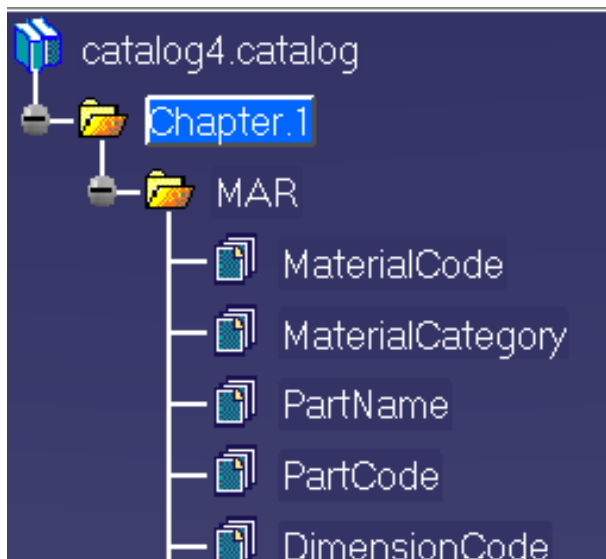 catalog4.catalog
Chapter.1
MAR
MaterialCode
MaterialCategory
PartName
PartCode
DimensionCode